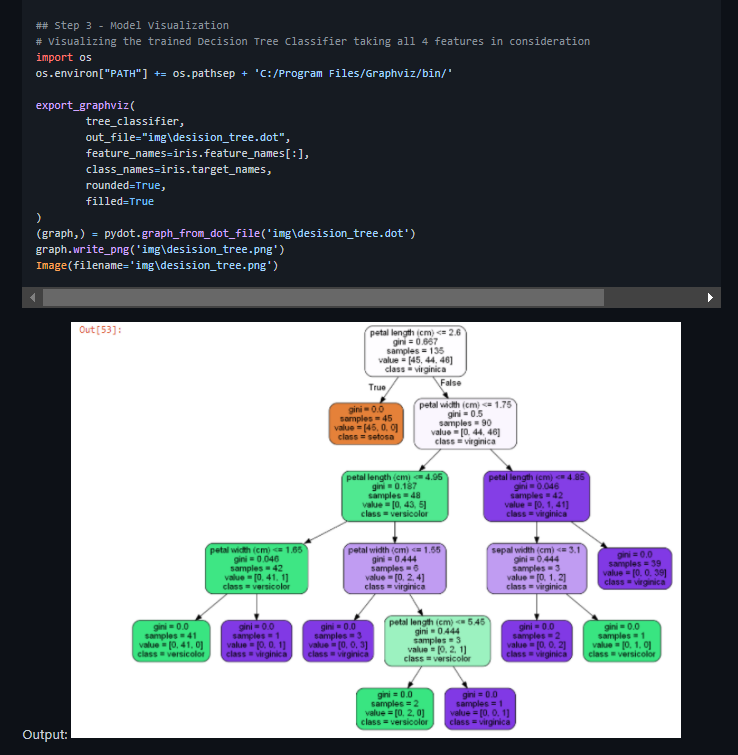 ## Step 3 - Model Visualization
# Visualizing the trained Decision Tree Classifier taking all 4 features in consideration
import os
os.environ["PATH"] += os.pathsep + 'C:/Program Files/Graphviz/bin/'
export_graphviz(
tree_classifier,
out_file="img\desision_tree.dot",
feature_names=iris.feature_names[:],
class_names=iris.target_names,
rounded=True,
filled=True
)
(graph,) = pydot.graph_from_dot_file('img\desision_tree.dot')
graph.write_png('img\desision_tree.png')
Image(filename='img\desision_tree.png')
Out[53]:
petal length (cm) <= 2.6
gini = 0.667
samples = 135
value = [45, 44, 46]
class = virginica
True
False
gini = 0.0
samples = 45
value = [45, 0, 0]
class = setosa
petal width (cm) <= 1.75
gini = 0.5
samples = 90
value = [0, 44, 46]
class = virginica
petal length (cm) <= 4.95
gini = 0.187
samples = 48
value = [0, 43, 5]
class = versicolor
petal length (cm) <= 4.85
gini = 0.046
samples = 42
value = [0, 1, 41]
class = virginica
petal width (cm) <= 1.65
gini = 0.046
samples = 42
value = [0, 41, 1]
class = versicolor
petal width (cm) <= 1.55
gini = 0.444
samples = 6
value = [0, 2, 4]
class = virginica
sepal width (cm) <= 3.1
gini = 0.444
samples = 3
value = [0, 1, 2]
class = virginica
gini = 0.0
samples = 39
value = [0, 0, 39]
class = virginica
gini = 0.0
samples = 41
value = [0, 41, 0]
class = versicolor
gini = 0.0
samples = 1
value = [0, 0, 1]
class = virginica
gini = 0.0
samples = 3
value = [0, 0, 3]
class = virginica
petal length (cm) <= 5.45
gini = 0.444
samples = 3
value = [0, 2, 1]
class = versicolor
gini = 0.0
samples = 2
value = [0, 0, 2]
class = virginica
gini = 0.0
samples = 1
value = [0, 1, 0]
class = versicolor
gini = 0.0
samples = 2
value = [0, 2, 0]
class = versicolor
gini = 0.0
samples = 1
value = [0, 0, 1]
class = virginica
Output: